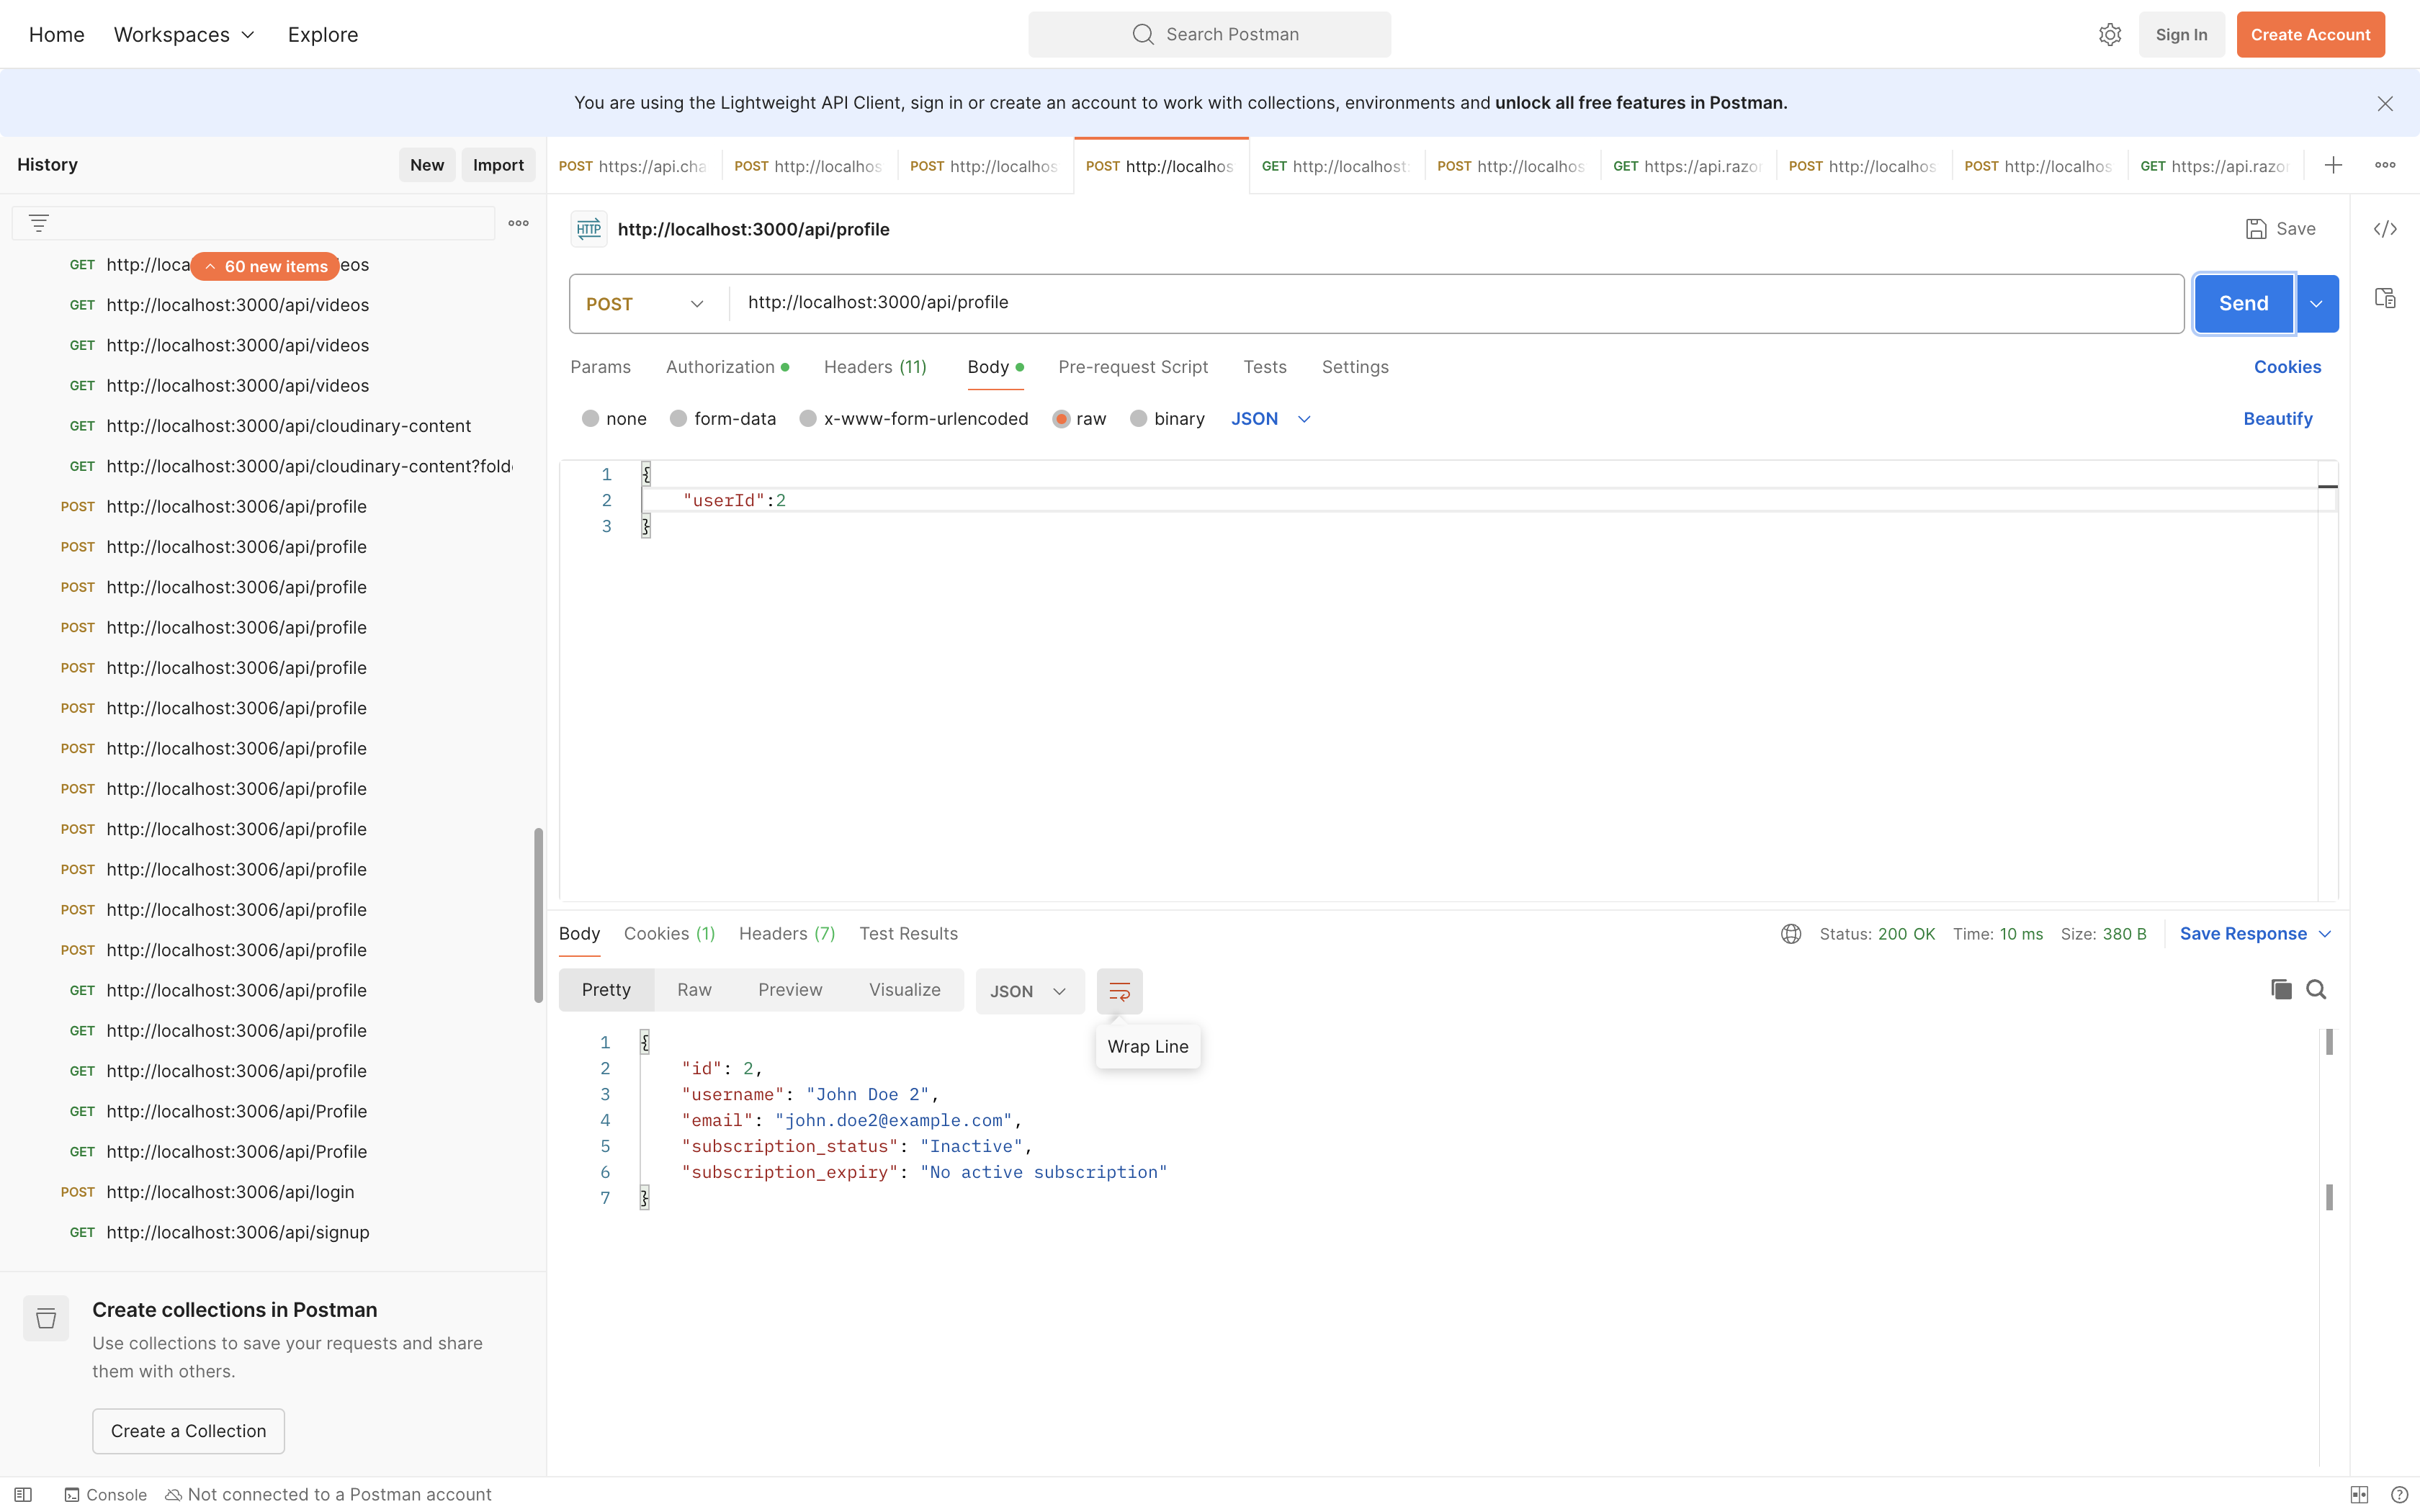 Home Workspaces Explore Search Postman Sign In Create Account
You are using the Lightweight API Client, sign in or create an account to work with collections, environments and unlock all free features in Postman.
History New Import
60 new items
GET http://loca eos
GET http://localhost:3000/api/videos
GET http://localhost:3000/api/videos
GET http://localhost:3000/api/videos
GET http://localhost:3000/api/cloudinary-content
GET http://localhost:3000/api/cloudinary-content?fold
POST http://localhost:3000/api/profile
POST http://localhost:3006/api/profile
POST http://localhost:3006/api/profile
POST http://localhost:3006/api/profile
POST http://localhost:3006/api/profile
POST http://localhost:3006/api/profile
POST http://localhost:3006/api/profile
POST http://localhost:3006/api/profile
POST http://localhost:3006/api/profile
POST http://localhost:3006/api/profile
POST http://localhost:3006/api/profile
POST http://localhost:3006/api/profile
GET http://localhost:3006/api/profile
GET http://localhost:3006/api/profile
GET http://localhost:3006/api/profile
GET http://localhost:3006/api/Profile
GET http://localhost:3006/api/Profile
POST http://localhost:3006/api/login
GET http://localhost:3006/api/signup
Create collections in Postman
Use collections to save your requests and share
them with others.
Create a Collection
POST https://api.cha POST http://localhos POST http://localhos POST http://localhos GET http://localhost: POST http://localhos GET https://api.razor POST http://localhos POST http://localhos GET https://api.razor
HTTP http://localhost:3000/api/profile Save
POST http://localhost:3000/api/profile Send
Params Authorization Headers (11) Body Pre-request Script Tests Settings Cookies
none form-data x-www-form-urlencoded raw binary JSON Beautify
1 {
2 "userId":2
3 }
Body Cookies (1) Headers (7) Test Results Status: 200 OK Time: 10 ms Size: 380 B Save Response
Pretty Raw Preview Visualize JSON
Wrap Line
1 {
2 "id": 2,
3 "username": "John Doe 2",
4 "email": "john.doe2@example.com",
5 "subscription_status": "Inactive",
6 "subscription_expiry": "No active subscription"
7 }
Console Not connected to a Postman account